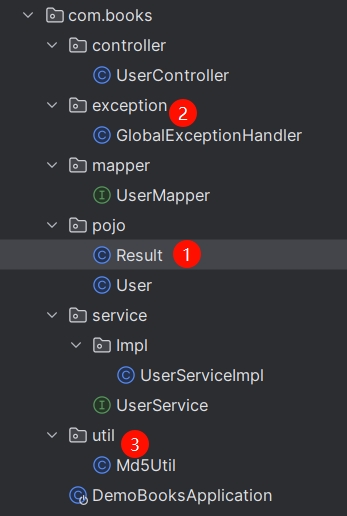 com.books
controller
C UserController
exception 2
C GlobalExceptionHandler
mapper
I UserMapper
pojo
C Result 1
C User
service
Impl
C UserServiceImpl
I UserService
util 3
C Md5Util
C DemoBooksApplication